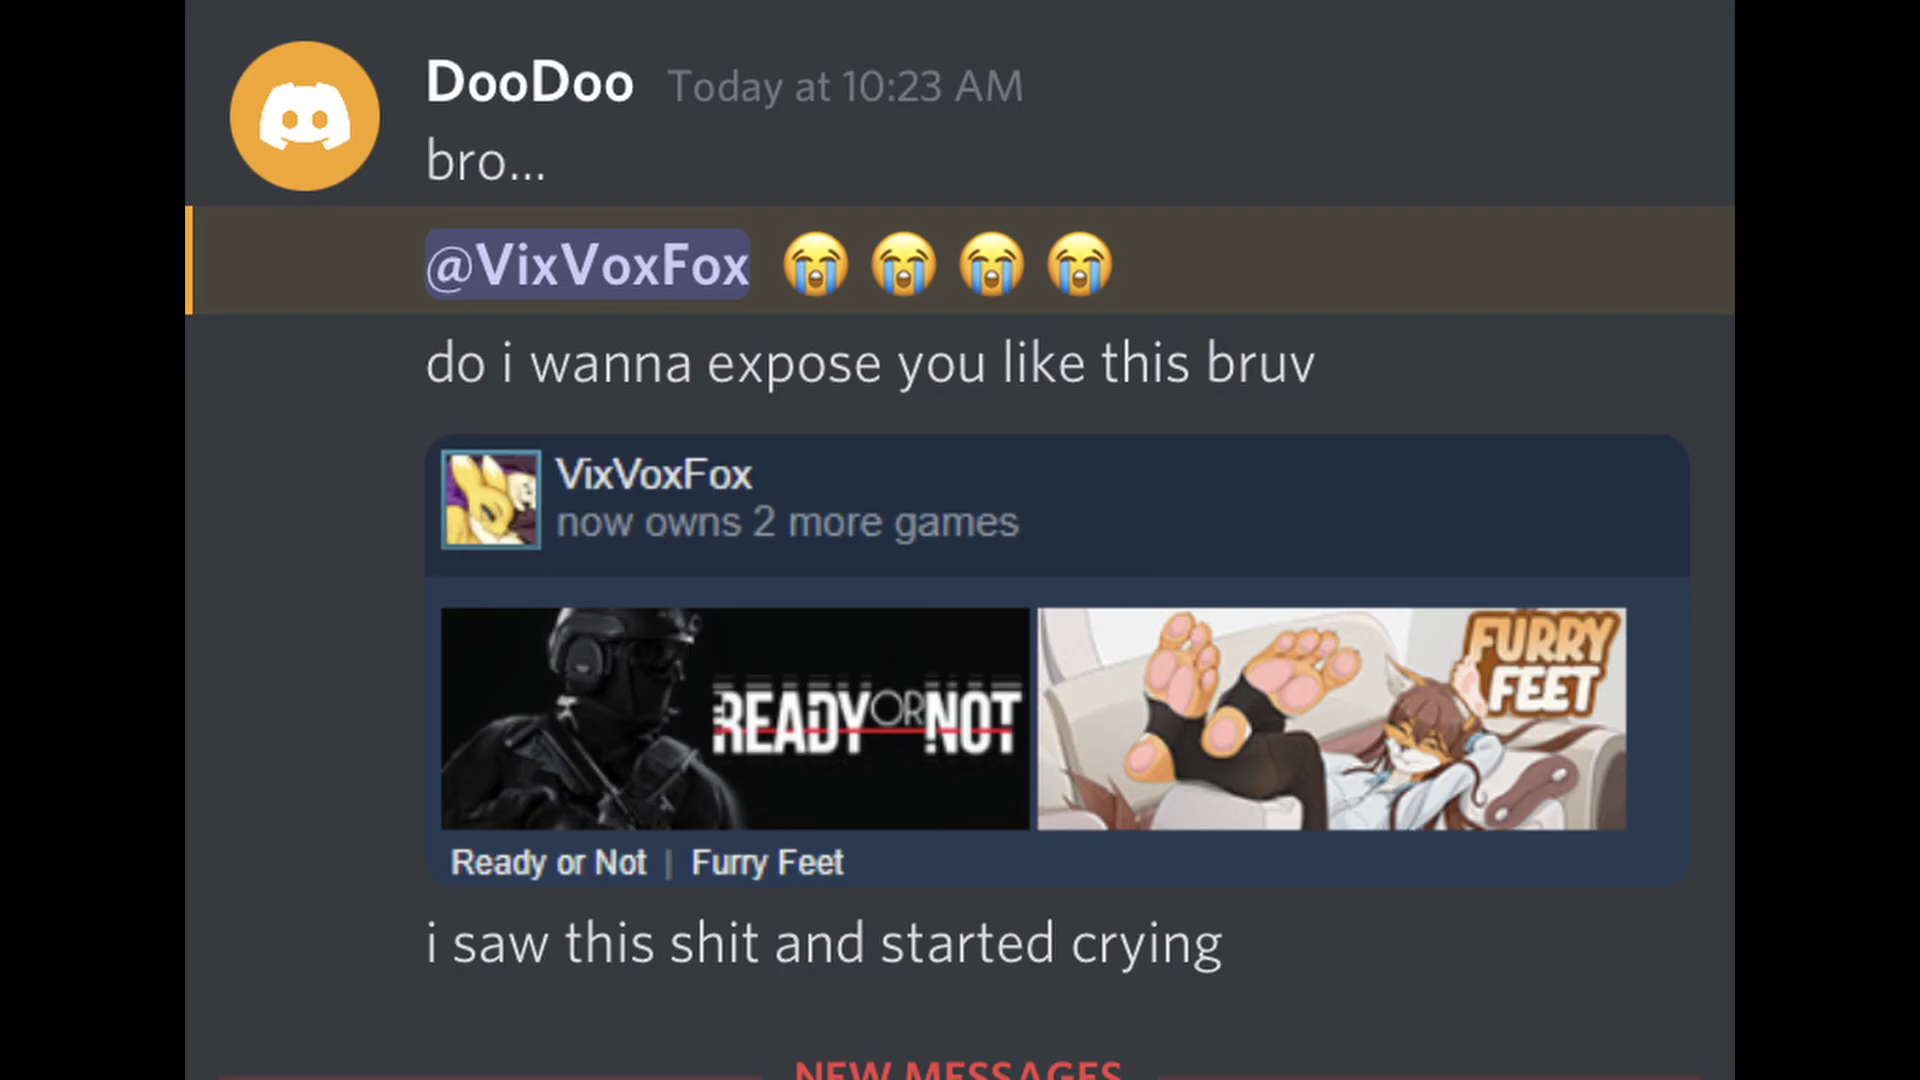 DooDoo Today at 10:23 AM
bro...
@VixVoxFox 😭 😭 😭 😭
do i wanna expose you like this bruv
VixVoxFox
now owns 2 more games
READY OR NOT
FURRY
FEET
Ready or Not | Furry Feet
i saw this shit and started crying
NEW MESSAGES